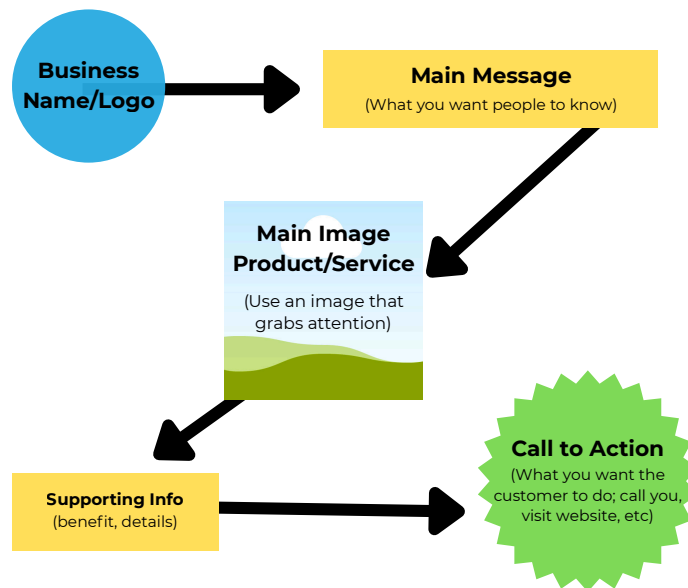 Business
Name/Logo
Main Message
(What you want people to know)
Main Image
Product/Service
(Use an image that
grabs attention)
Supporting Info
(benefit, details)
Call to Action
(What you want the
customer to do; call you,
visit website, etc)